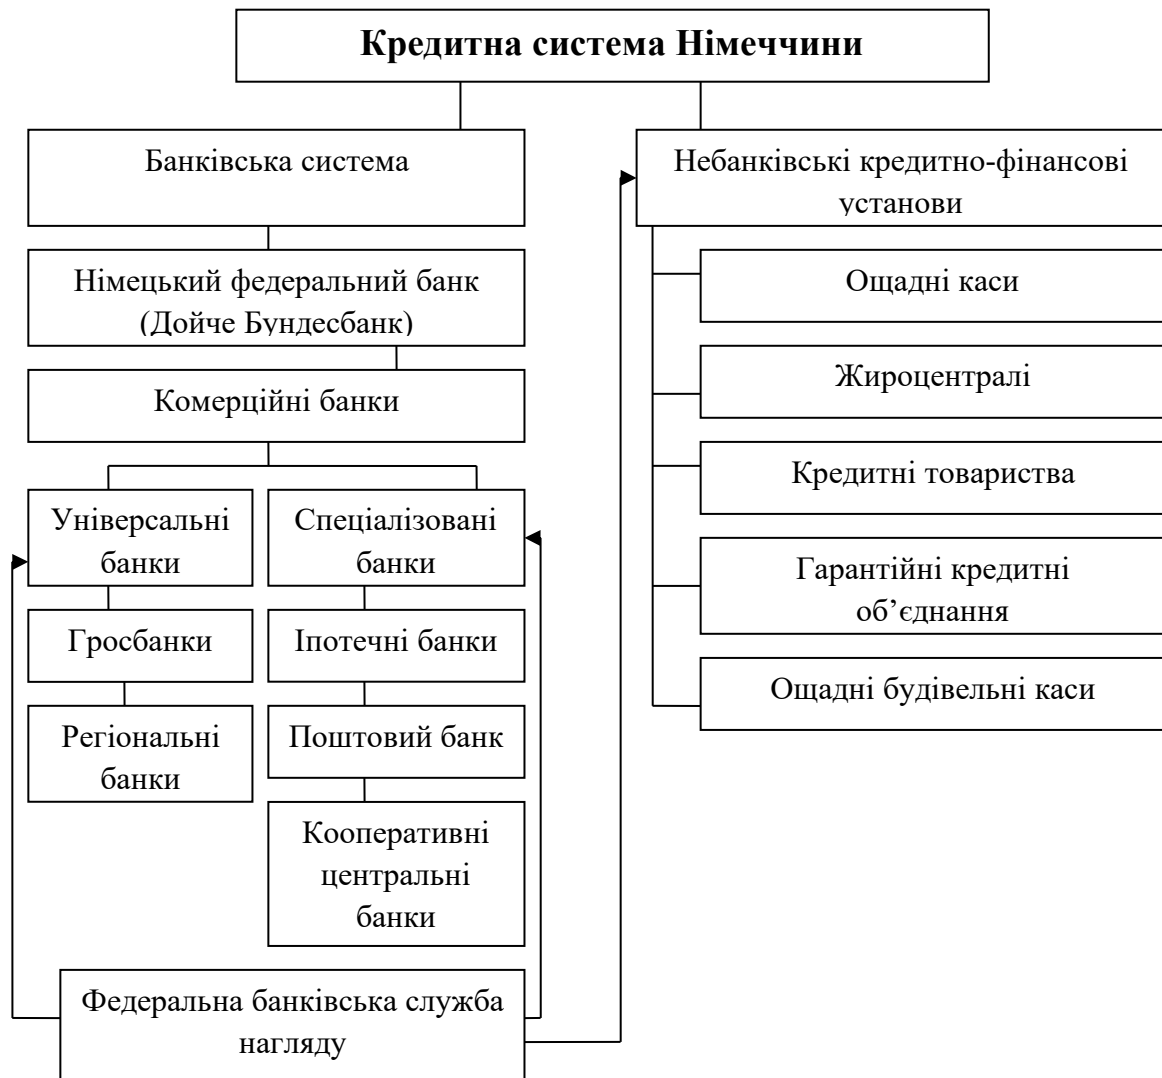 Кредитна система Німеччини
Банківська система
Німецький федеральний банк
(Дойче Бундесбанк)
Комерційні банки
Універсальні
банки
Гросбанки
Регіональні
банки
Спеціалізовані
банки
Іпотечні банки
Поштовий банк
Кооперативні
центральні
банки
Федеральна банківська служба
нагляду
Небанківські кредитно-фінансові
установи
Ощадні каси
Жироцентралі
Кредитні товариства
Гарантійні кредитні
об’єднання
Ощадні будівельні каси